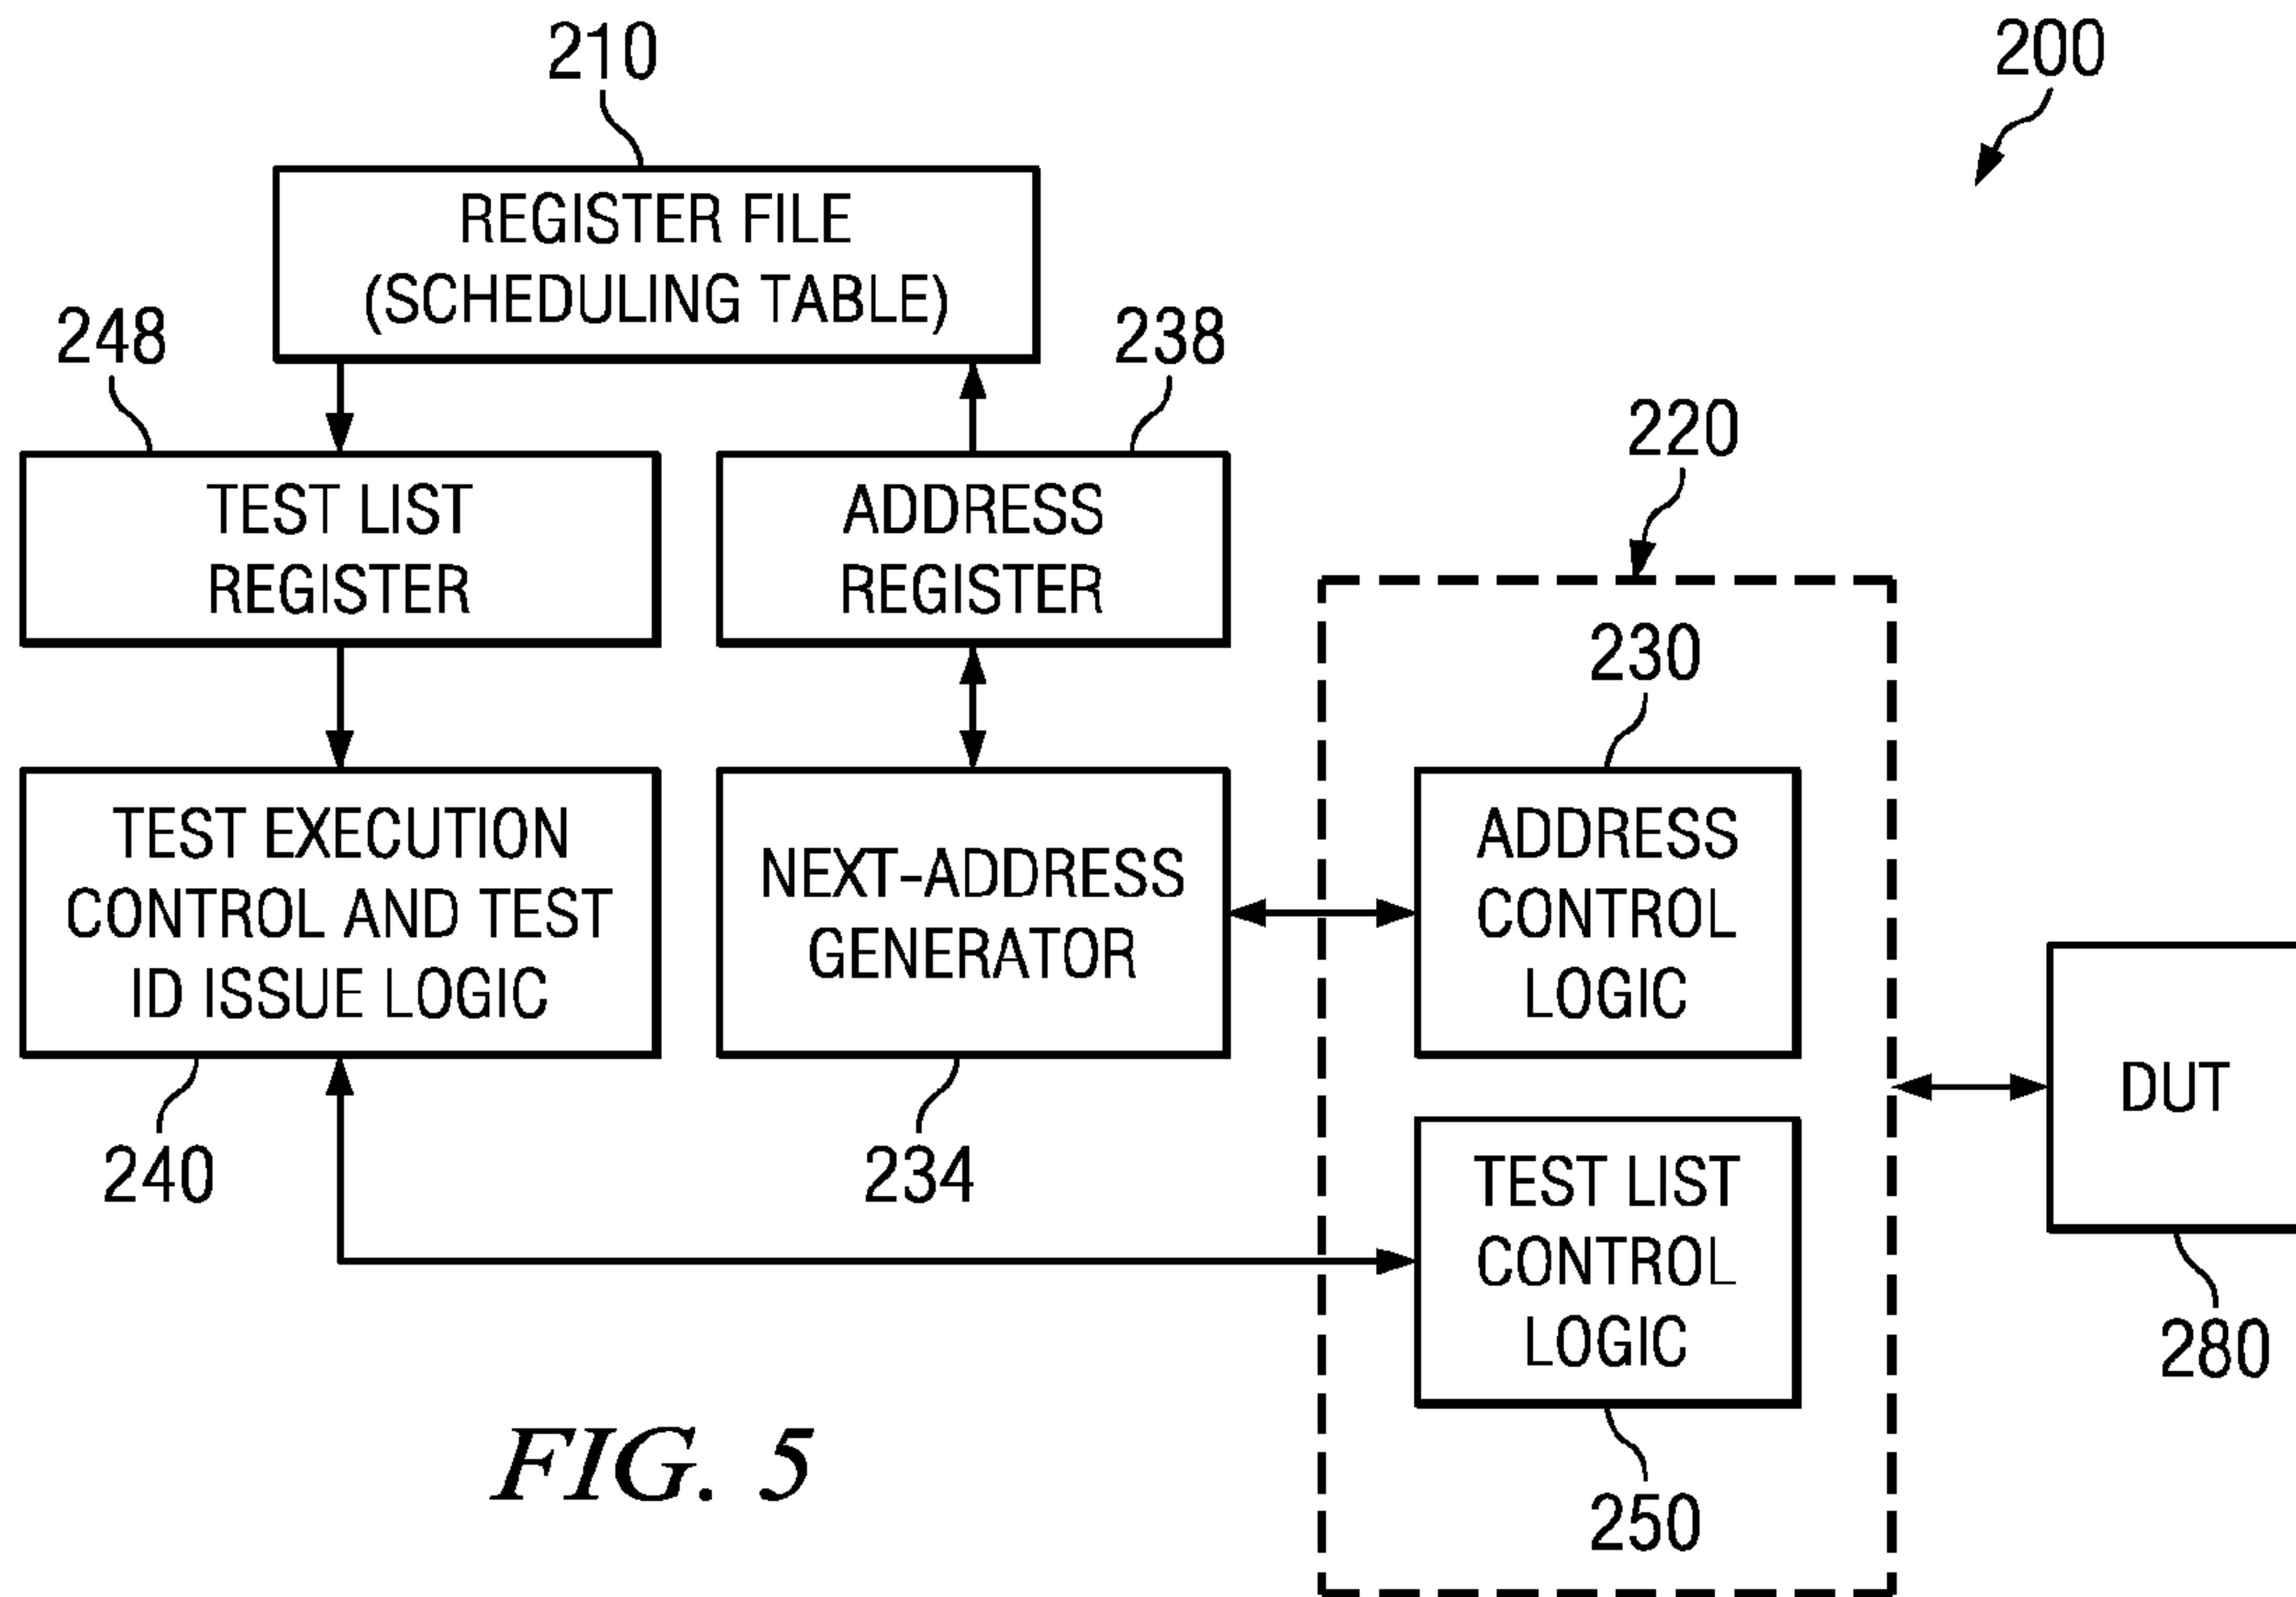 210
200
REGISTER FILE
(SCHEDULING TABLE)
248
238
220
TEST LIST
REGISTER
ADDRESS
REGISTER
230
TEST EXECUTION
CONTROL AND TEST
ID ISSUE LOGIC
NEXT-ADDRESS
GENERATOR
ADDRESS
CONTROL
LOGIC
DUT
240
234
TEST LIST
CONTROL
LOGIC
280
250
FIG. 5